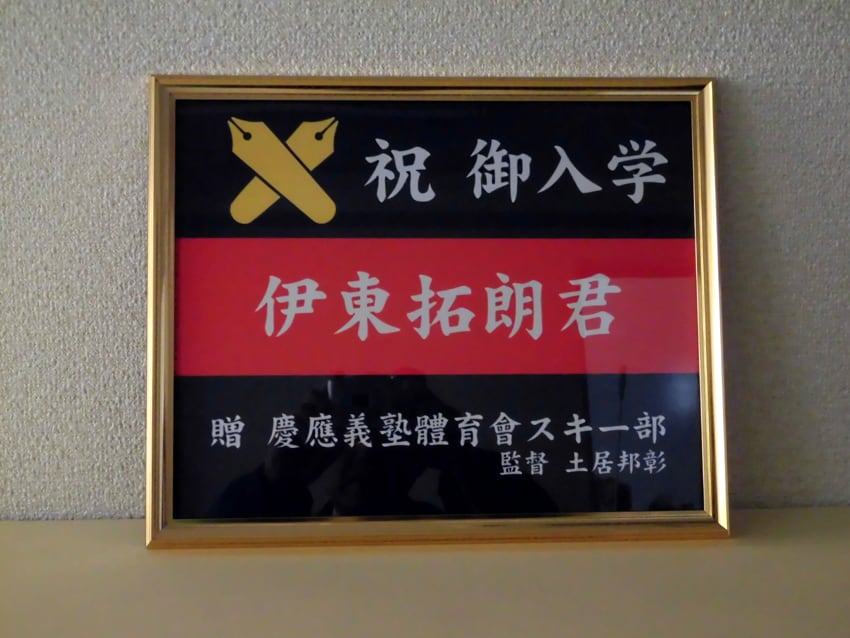 祝 御入学
伊東拓朗君
贈 慶應義塾體育會スキー部
監督 土居邦彰